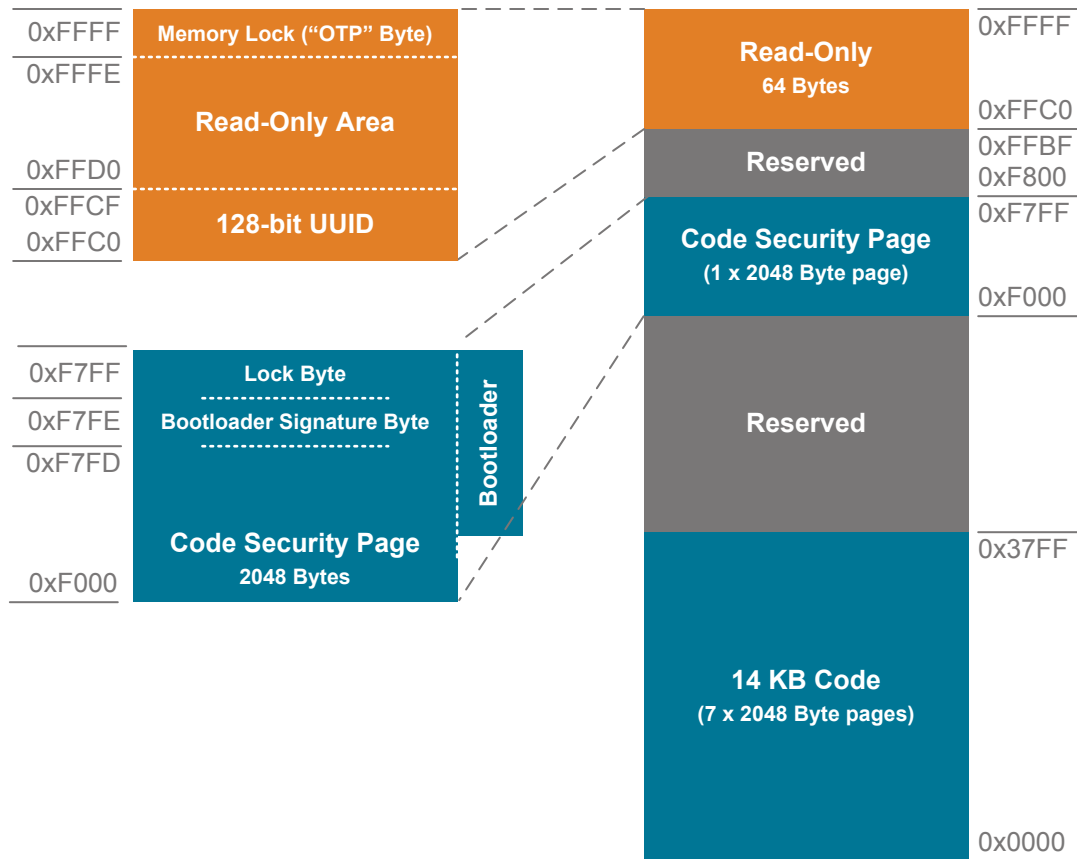 0xFFFF
Memory Lock (“OTP” Byte)
0xFFFE
Read-Only Area
0xFFD0
0xFFCF
128-bit UUID
0xFFC0
0xF7FF
Lock Byte
0xF7FE
Bootloader Signature Byte
0xF7FD
Code Security Page
2048 Bytes
0xF000
Bootloader
0xFFFF
Read-Only
64 Bytes
0xFFC0
0xFFBF
Reserved
0xF800
0xF7FF
Code Security Page
(1 x 2048 Byte page)
0xF000
Reserved
0x37FF
14 KB Code
(7 x 2048 Byte pages)
0x0000